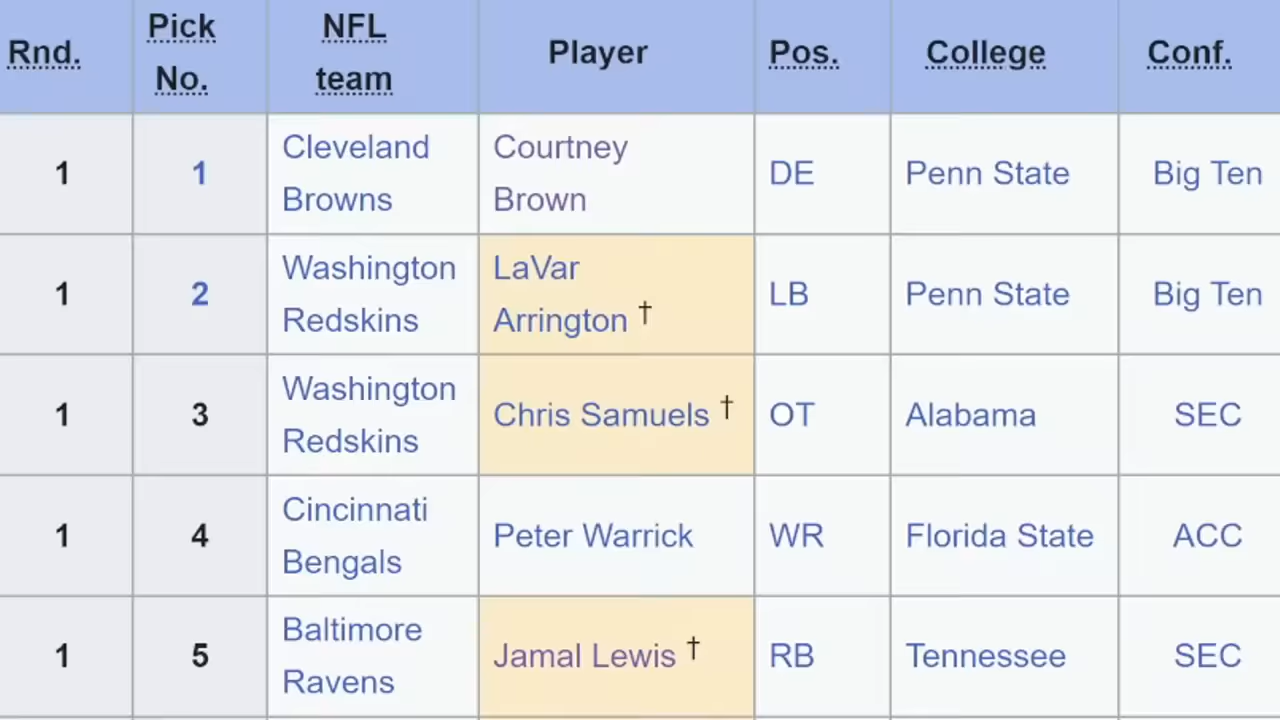 Rnd. Pick No. NFL team Player Pos. College Conf.
1 1 Cleveland Browns Courtney Brown DE Penn State Big Ten
1 2 Washington Redskins LaVar Arrington † LB Penn State Big Ten
1 3 Washington Redskins Chris Samuels † OT Alabama SEC
1 4 Cincinnati Bengals Peter Warrick WR Florida State ACC
1 5 Baltimore Ravens Jamal Lewis † RB Tennessee SEC